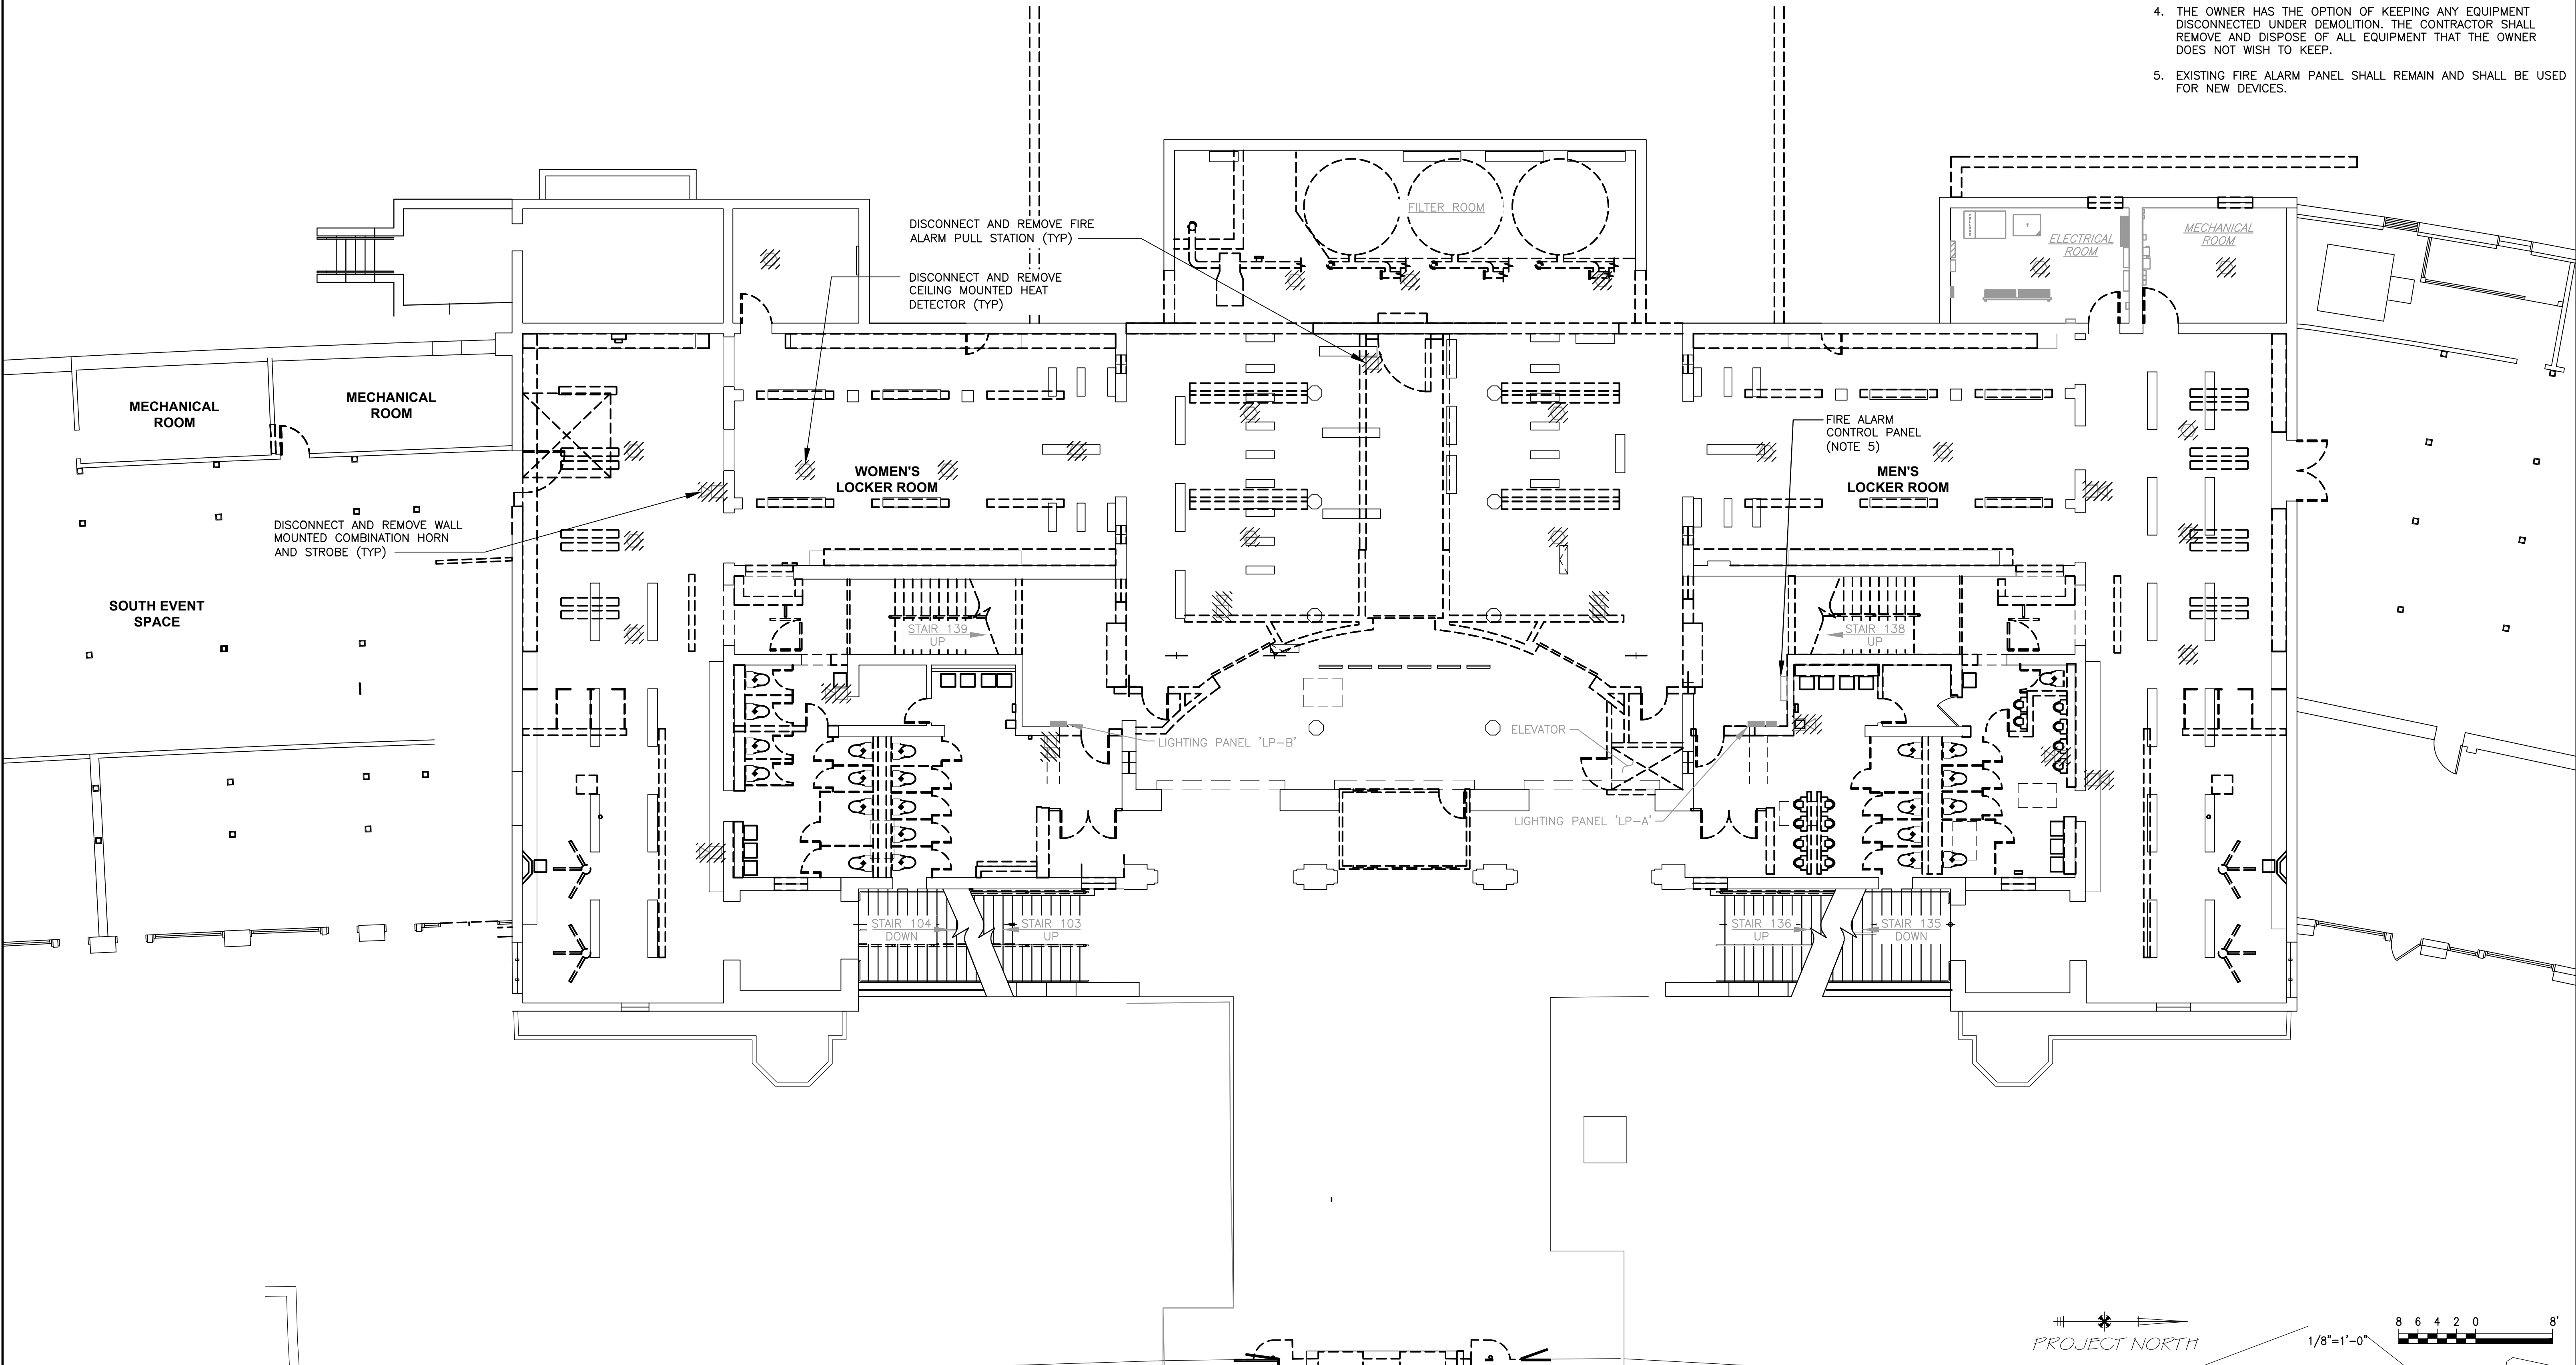 4. THE OWNER HAS THE OPTION OF KEEPING ANY EQUIPMENT
DISCONNECTED UNDER DEMOLITION. THE CONTRACTOR SHALL
REMOVE AND DISPOSE OF ALL EQUIPMENT THAT THE OWNER
DOES NOT WISH TO KEEP.
5. EXISTING FIRE ALARM PANEL SHALL REMAIN AND SHALL BE USED
FOR NEW DEVICES.
DISCONNECT AND REMOVE FIRE
ALARM PULL STATION (TYP)
FILTER ROOM
DISCONNECT AND REMOVE
CEILING MOUNTED HEAT
DETECTOR (TYP)
ELECTRICAL
ROOM
MECHANICAL
ROOM
MECHANICAL
ROOM
MECHANICAL
ROOM
FIRE ALARM
CONTROL PANEL
(NOTE 5)
WOMEN'S
LOCKER ROOM
MEN'S
LOCKER ROOM
DISCONNECT AND REMOVE WALL
MOUNTED COMBINATION HORN
AND STROBE (TYP)
SOUTH EVENT
SPACE
STAIR 139
UP
STAIR 138
UP
LIGHTING PANEL 'LP-B'
ELEVATOR
LIGHTING PANEL 'LP-A'
STAIR 104
DOWN
STAIR 103
UP
STAIR 136
UP
STAIR 135
DOWN
PROJECT NORTH
1/8"=1'-0"
8 6 4 2 0 8'